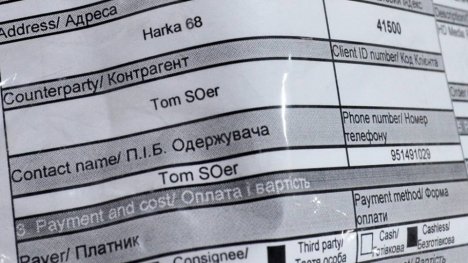 Address/ Адреса
Harka 68
41500
Counterparty/ Контрагент
Client ID number/ Код Клієнта
Tom SOer
Contact name/ П.І.Б. Одержувача
Phone number/ Номер
телефону
Tom SOer
951491029
3. Payment and cost/ Оплата і вартість
Payment method/ Форма
оплати
Payer/ Платник
Consignee/
Third party/
Третя особа
Cash/
Готівкова
Cashless/
Безготівкова